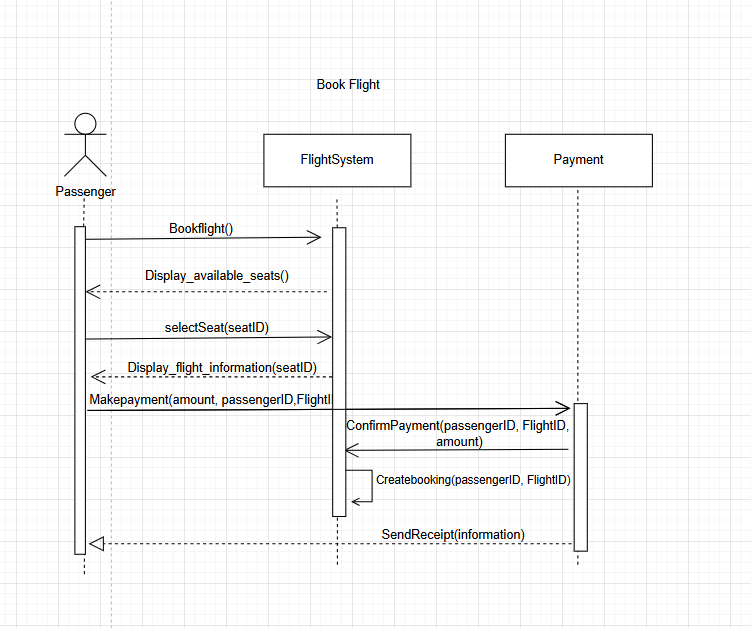 Book Flight
Passenger
FlightSystem
Payment
Bookflight()
Display_available_seats()
selectSeat(seatID)
Display_flight_information(seatID)
Makepayment(amount, passengerID,FlightI
ConfirmPayment(passengerID, FlightID,
amount)
Createbooking(passengerID, FlightID)
SendReceipt(information)